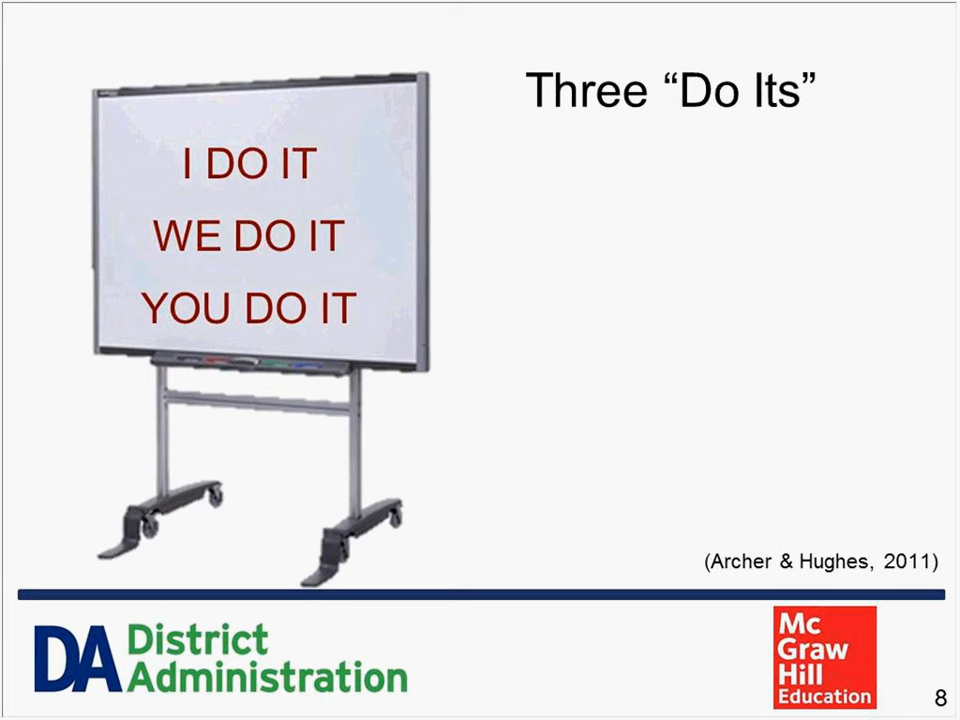 Three “Do Its”
I DO IT
WE DO IT
YOU DO IT
(Archer & Hughes, 2011)
DA District
Administration
Mc
Graw
Hill
Education
8